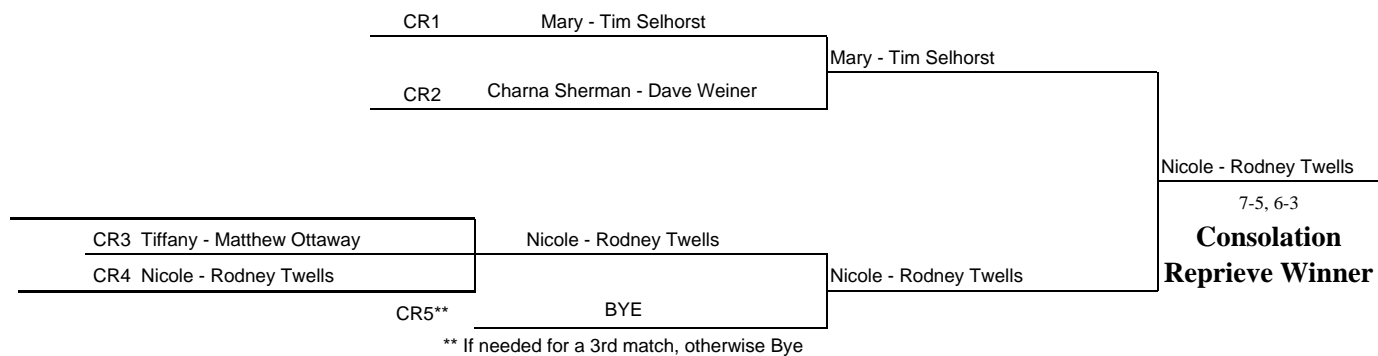 CR1 Mary - Tim Selhorst
Mary - Tim Selhorst
CR2 Charna Sherman - Dave Weiner
Nicole - Rodney Twells
7-5, 6-3
CR3 Tiffany - Matthew Ottaway Nicole - Rodney Twells Consolation
CR4 Nicole - Rodney Twells Nicole - Rodney Twells Reprieve Winner
CR5** BYE
** If needed for a 3rd match, otherwise Bye